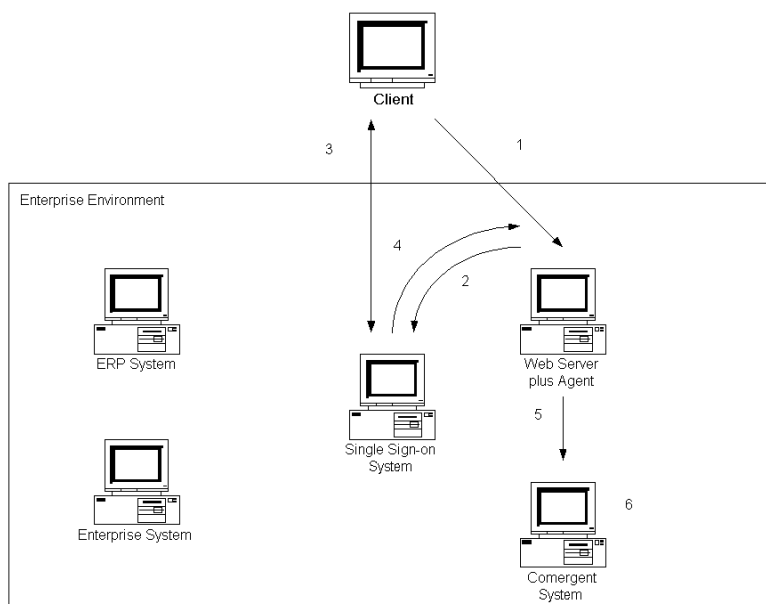 Client
3
1
Enterprise Environment
4
2
ERP System
Web Server
plus Agent
5
Single Sign-on
System
Enterprise System
6
Comergent
System